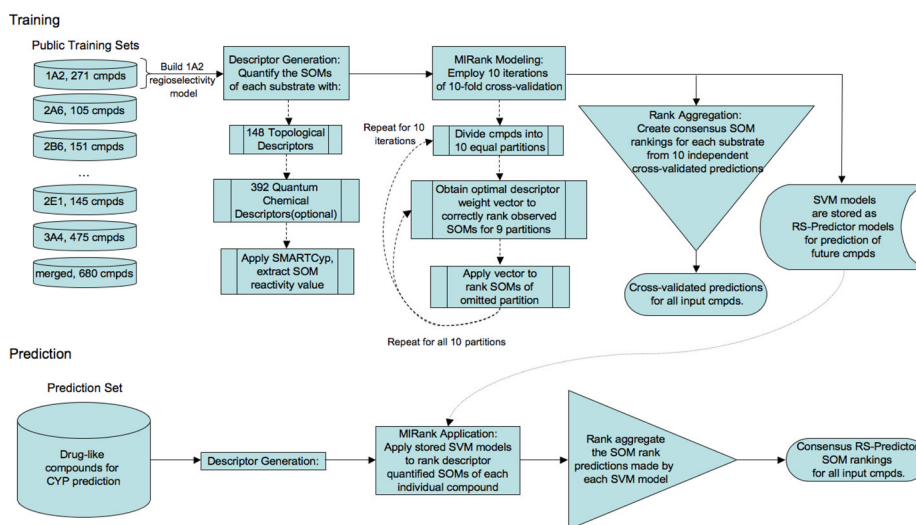 Training
Public Training Sets
1A2, 271 cmpds
2A6, 105 cmpds
2B6, 151 cmpds
...
2E1, 145 cmpds
3A4, 475 cmpds
merged, 680 cmpds
Build 1A2
regioselectivity
model
Descriptor Generation:
Quantify the SOMs
of each substrate with:
148 Topological
Descriptors
392 Quantum
Chemical
Descriptors(optional)
Apply SMARTCyp,
extract SOM
reactivity value
MIRank Modeling:
Employ 10 iterations
of 10-fold cross-validation
Repeat for 10
iterations
Divide cmpds into
10 equal partitions
Obtain optimal descriptor
weight vector to
correctly rank observed
SOMs for 9 partitions
Apply vector to
rank SOMs of
omitted partition
Repeat for all 10 partitions
Rank Aggregation:
Create consensus SOM
rankings for each substrate
from 10 independent
cross-validated predictions
Cross-validated predictions
for all input cmpds.
SVM models
are stored as
RS-Predictor models
for prediction of
future cmpds
Prediction
Prediction Set
Drug-like
compounds for
CYP prediction
Descriptor Generation:
MIRank Application:
Apply stored SVM models
to rank descriptor
quantified SOMs of each
individual compound
Rank aggregate
the SOM rank
predictions made by
each SVM model
Consensus RS-Predictor
SOM rankings
for all input cmpds.